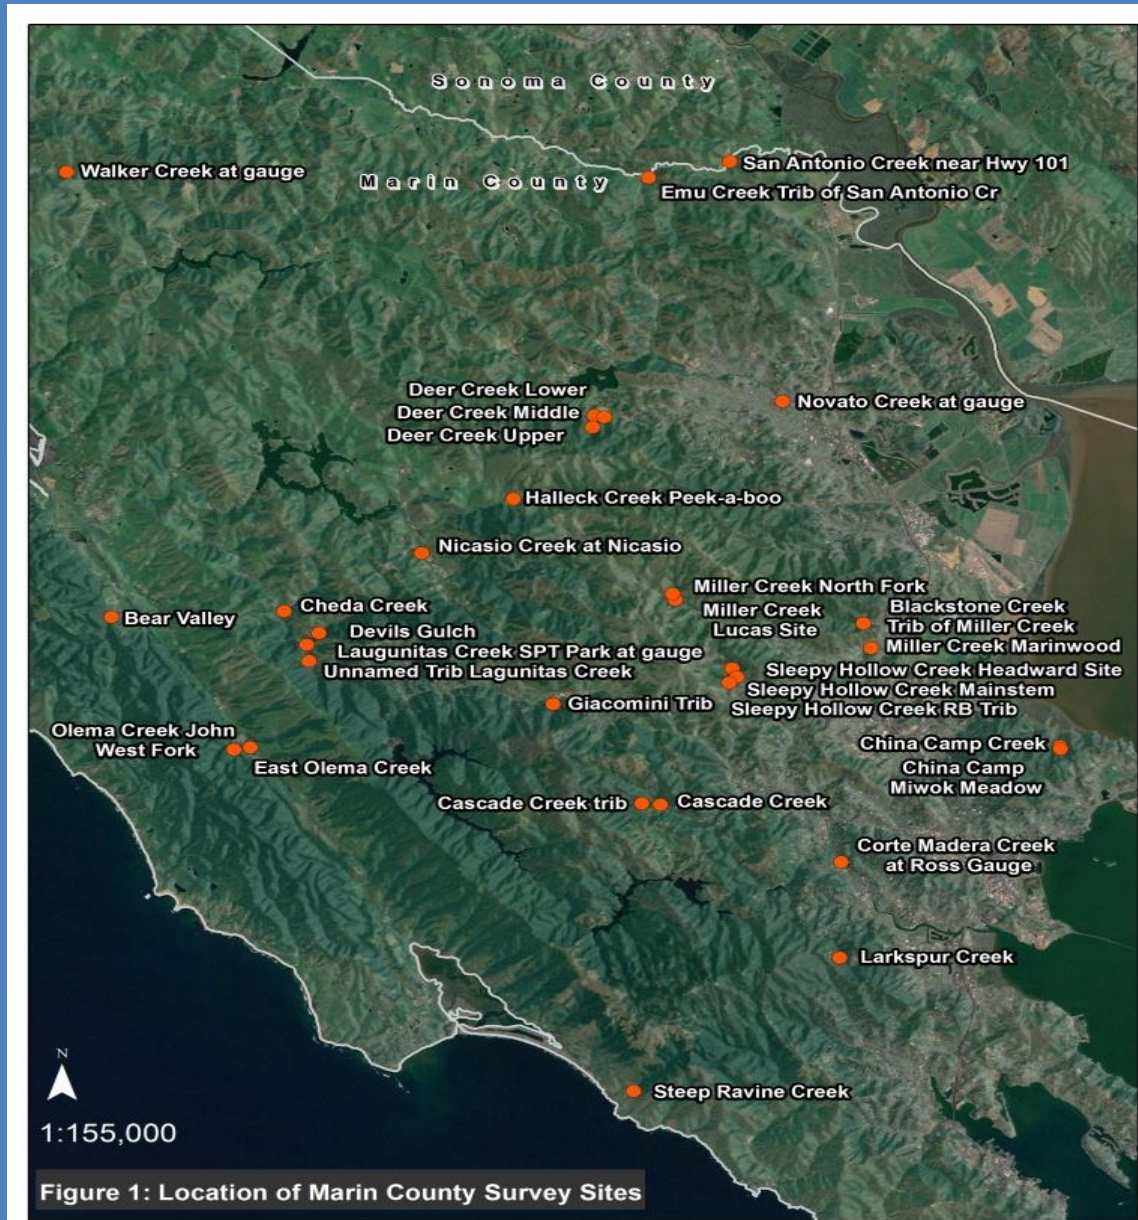 Sonoma County
San Antonio Creek near Hwy 101
Walker Creek at gauge
Marin County
Emu Creek Trib of San Antonio Cr
Deer Creek Lower
Deer Creek Middle
Deer Creek Upper
Novato Creek at gauge
Halleck Creek Peek-a-boo
Nicasio Creek at Nicasio
Miller Creek North Fork
Miller Creek
Lucas Site
Blackstone Creek
Trib of Miller Creek
Miller Creek Marinwood
Bear Valley
Cheda Creek
Devils Gulch
Laugunitas Creek SPT Park at gauge
Unnamed Trib Lagunitas Creek
Sleepy Hollow Creek Headward Site
Sleepy Hollow Creek Mainstem
Sleepy Hollow Creek RB Trib
Giacomini Trib
Olema Creek John
West Fork
East Olema Creek
China Camp Creek
China Camp
Miwok Meadow
Cascade Creek trib
Cascade Creek
Corte Madera Creek
at Ross Gauge
Larkspur Creek
Steep Ravine Creek
N
1:155,000
Figure 1: Location of Marin County Survey Sites